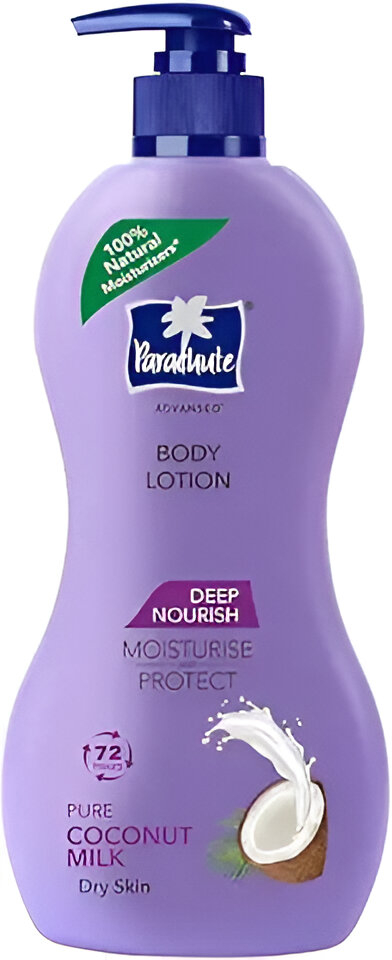 100%
Natural
Moisturizers*
Parachute
ADVANSED
BODY
LOTION
DEEP
NOURISH
MOISTURISE
PROTECT
72
PURE
COCONUT
MILK
Dry Skin